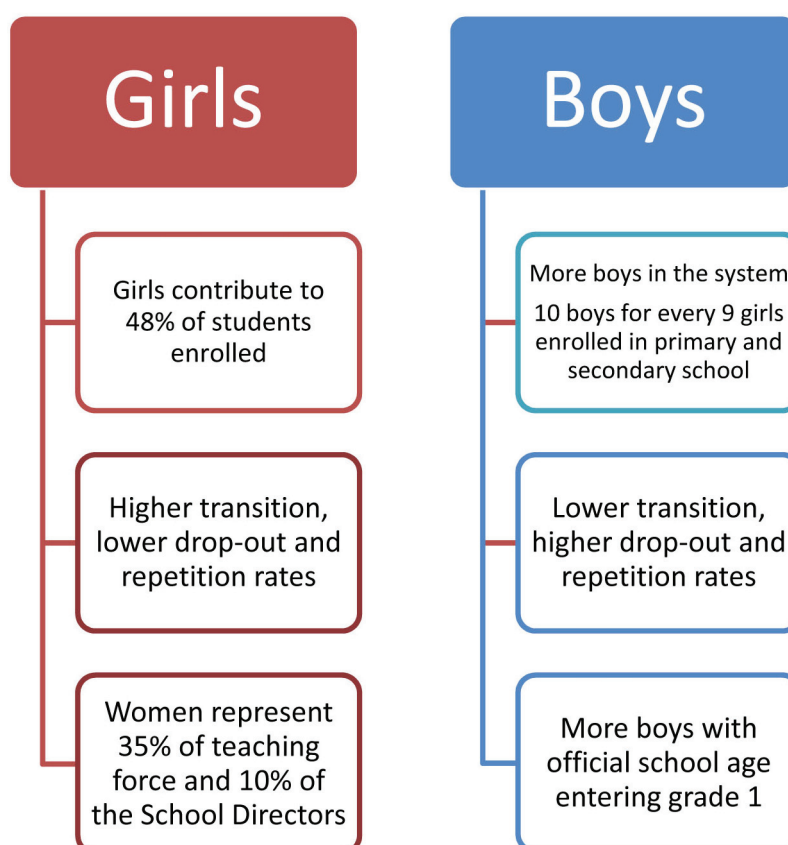 Girls
Girls contribute to
48% of students
enrolled
Higher transition,
lower drop-out and
repetition rates
Women represent
35% of teaching
force and 10% of
the School Directors
Boys
More boys in the system
10 boys for every 9 girls
enrolled in primary and
secondary school
Lower transition,
higher drop-out and
repetition rates
More boys with
official school age
entering grade 1